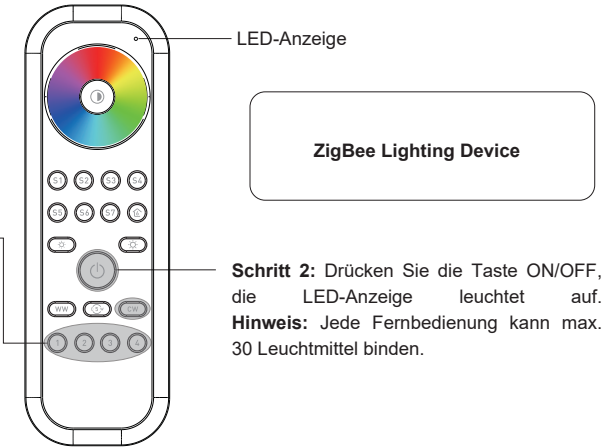 LED-Anzeige
ZigBee Lighting Device
S1 S2 S3 S4
S5 S6 S7
Schritt 2: Drücken Sie die Taste ON/OFF,
die LED-Anzeige leuchtet auf.
Hinweis: Jede Fernbedienung kann max.
30 Leuchtmittel binden.
WW CW
1 2 3 4